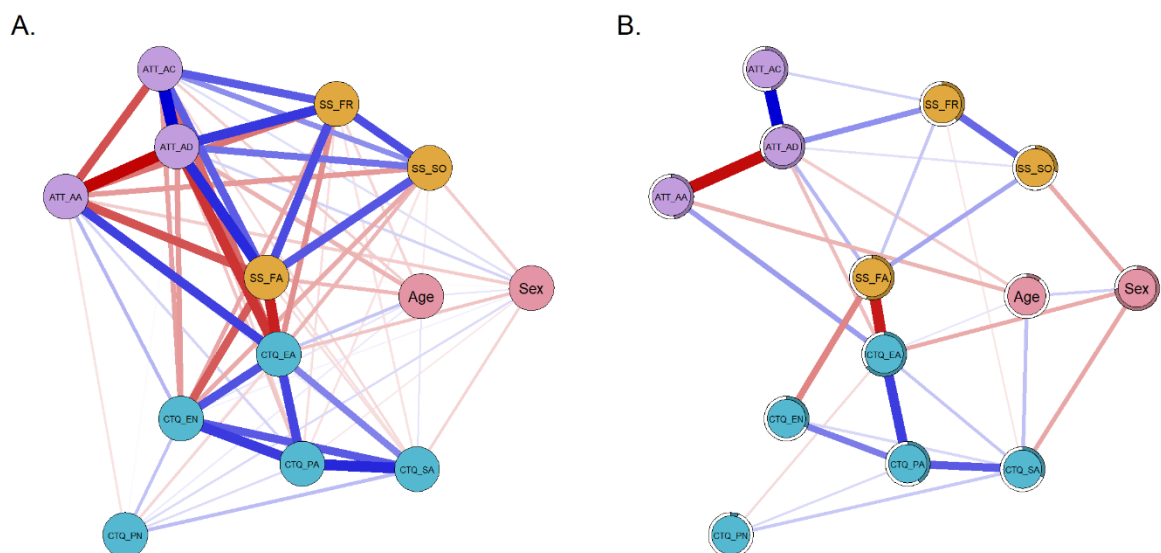 A.
ATT_AC
SS_FR
ATT_AD
SS_SO
ATT_AA
SS_FA
Age
Sex
CTQ_EA
CTQ_EN
CTQ_PA
CTQ_SA
CTQ_PN
B.
ATT_AC
SS_FR
ATT_AD
SS_SO
ATT_AA
SS_FA
Age
Sex
CTQ_EA
CTQ_EN
CTQ_PA
CTQ_SA
CTQ_PN